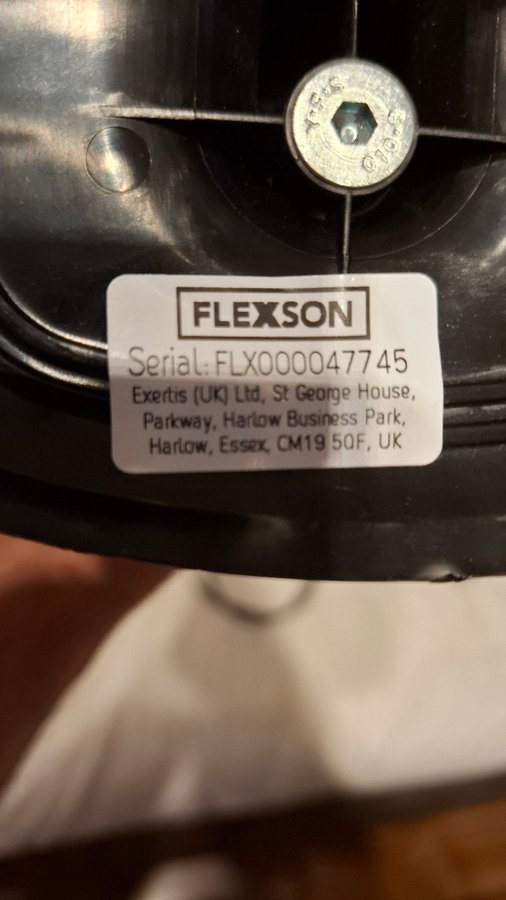 FLEXSON
Serial: FLX000047745
Exertis (UK) Ltd, St George House,
Parkway, Harlow Business Park,
Harlow, Essex, CM19 5QF, UK